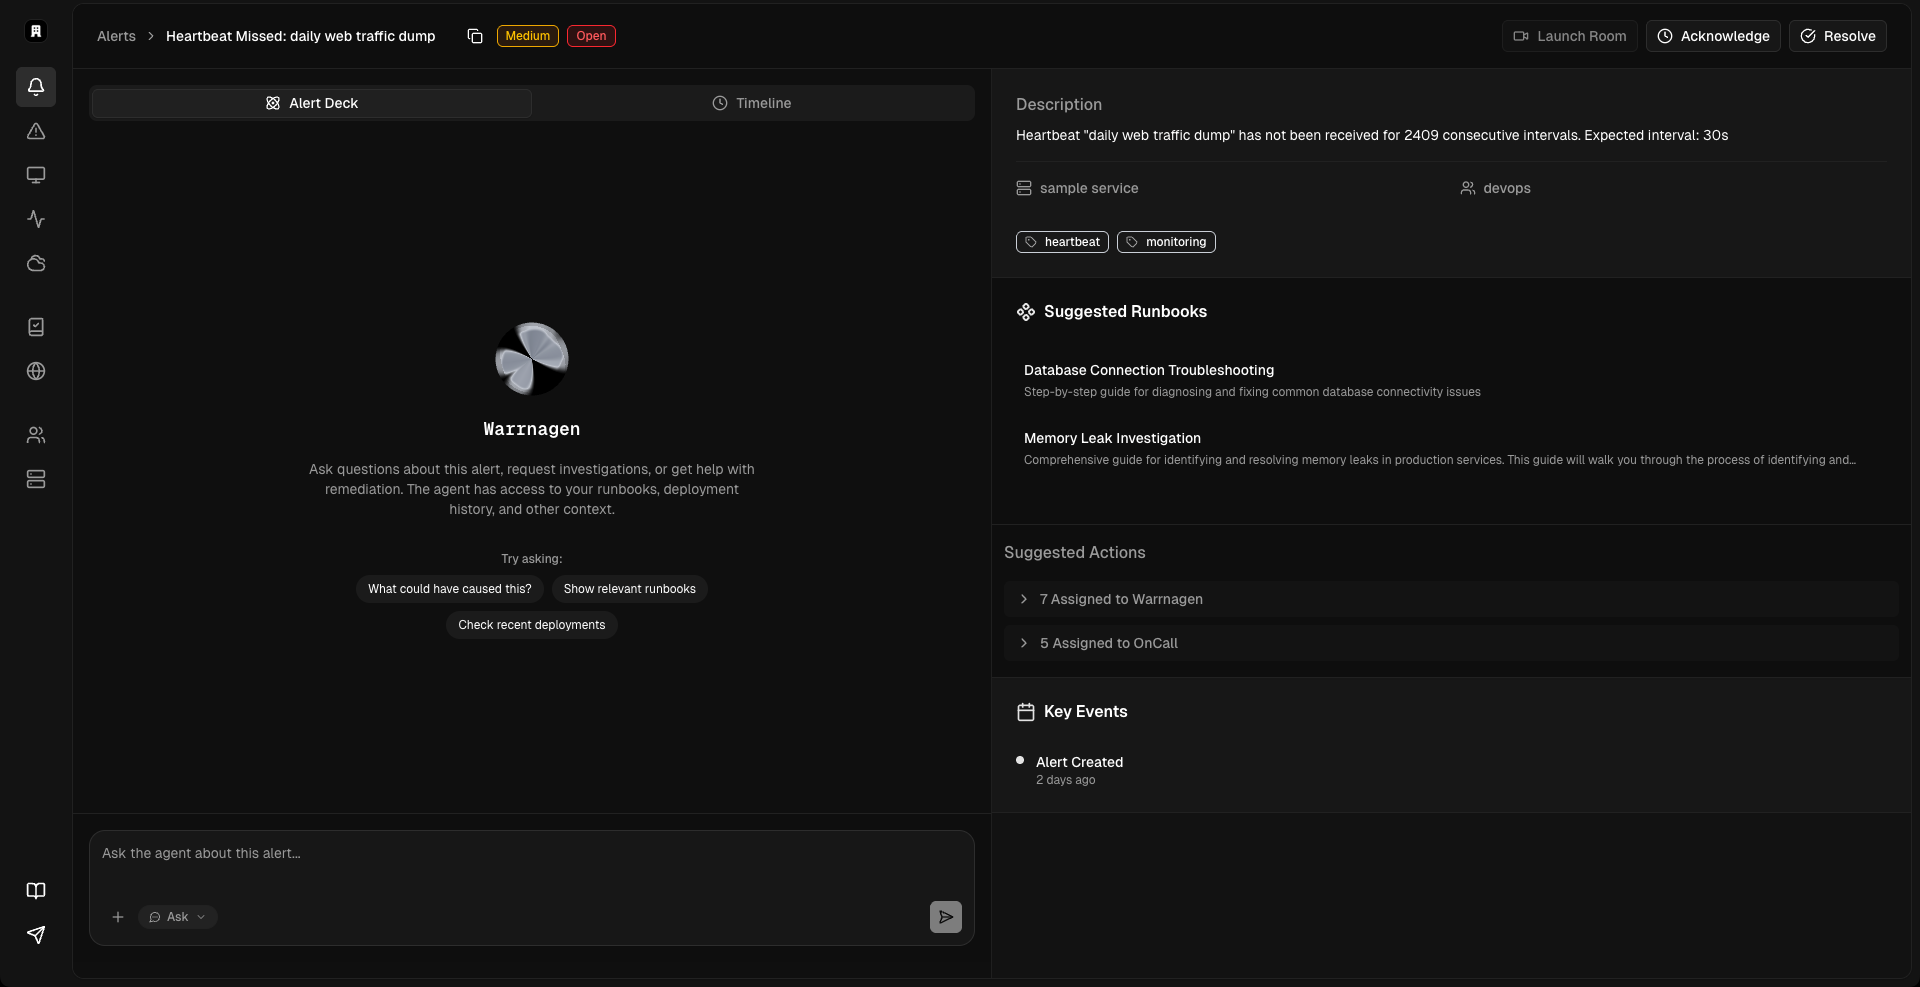 Alerts > Heartbeat Missed: daily web traffic dump Medium Open Launch Room Acknowledge Resolve
Alert Deck Timeline
Warrnagen
Ask questions about this alert, request investigations, or get help with
remediation. The agent has access to your runbooks, deployment
history, and other context.
Try asking:
What could have caused this? Show relevant runbooks
Check recent deployments
Ask the agent about this alert...
Ask
Description
Heartbeat "daily web traffic dump" has not been received for 2409 consecutive intervals. Expected interval: 30s
sample service devops
heartbeat monitoring
Suggested Runbooks
Database Connection Troubleshooting
Step-by-step guide for diagnosing and fixing common database connectivity issues
Memory Leak Investigation
Comprehensive guide for identifying and resolving memory leaks in production services. This guide will walk you through the process of identifying and...
Suggested Actions
7 Assigned to Warrnagen
5 Assigned to OnCall
Key Events
Alert Created
2 days ago